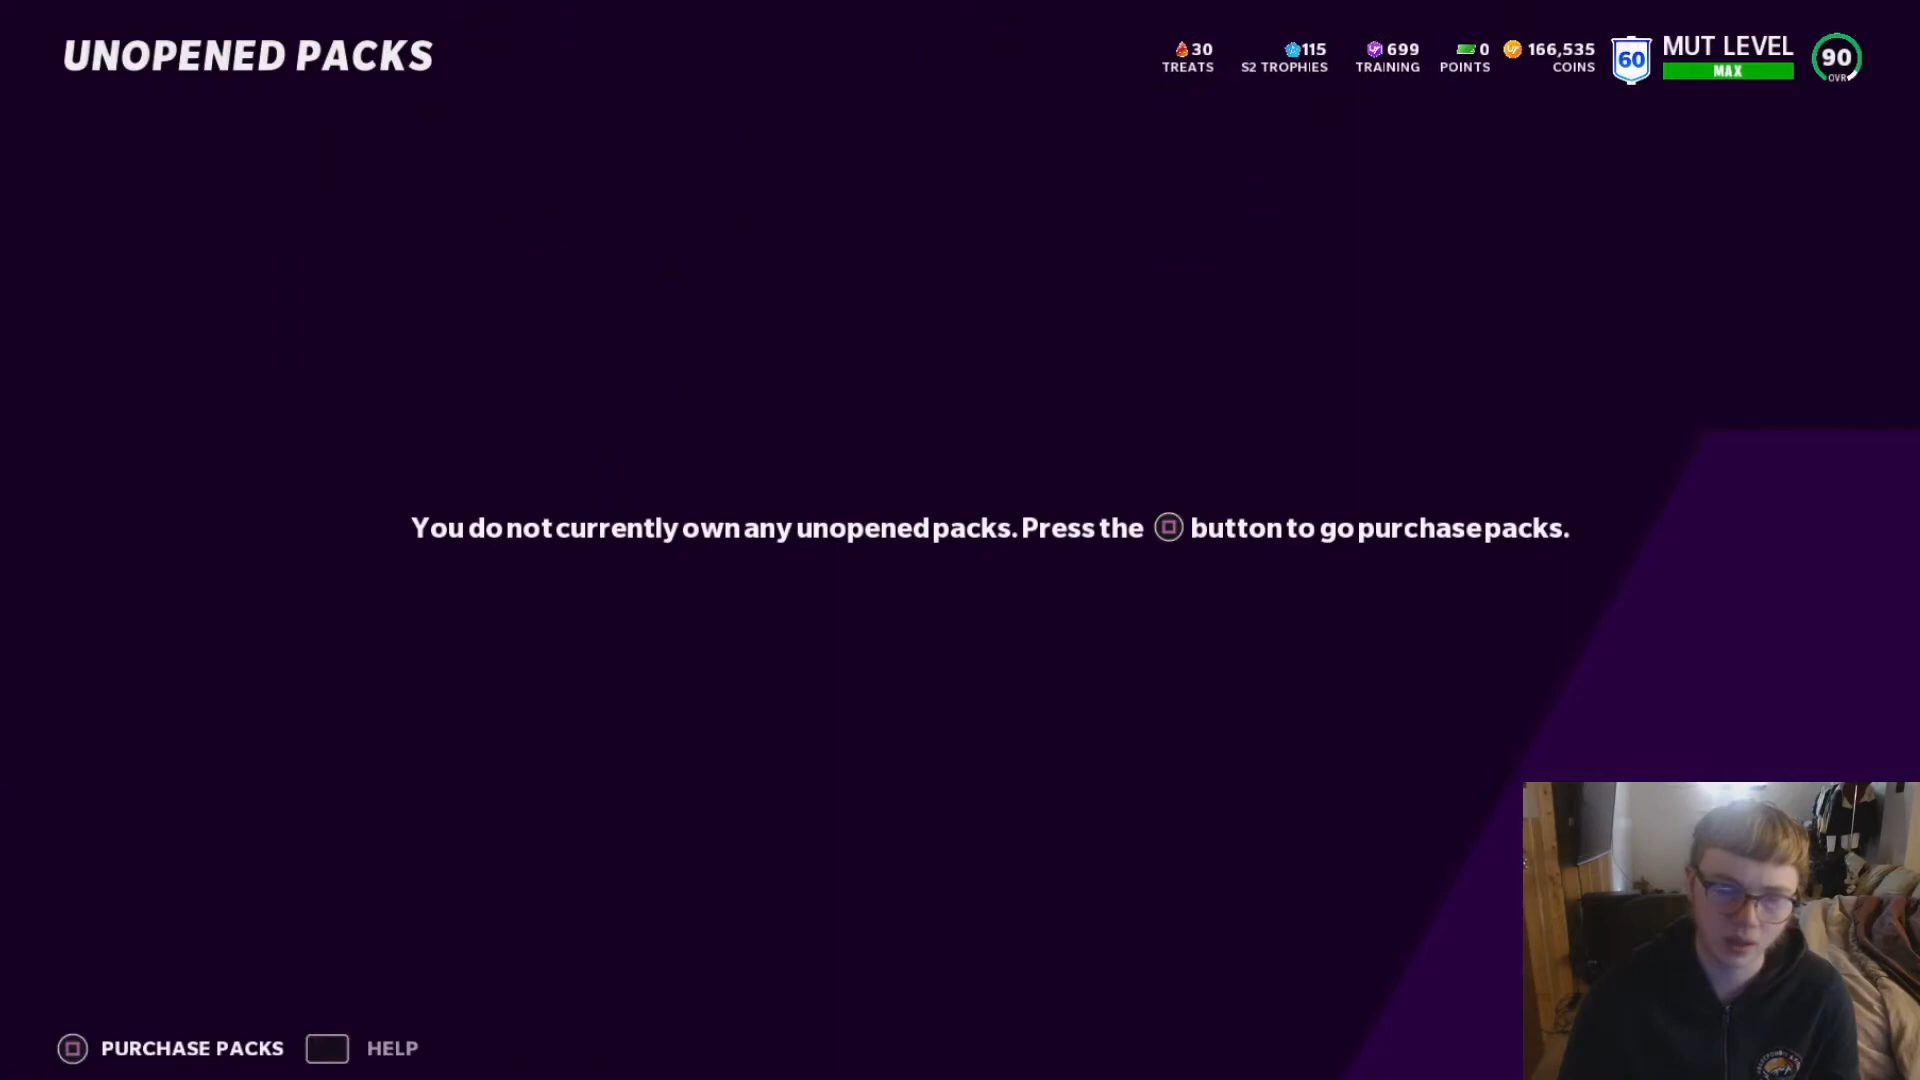 UNOPENED PACKS
30 115 699 0 166,535 60 MUT LEVEL 90
TREATS S2 TROPHIES TRAINING POINTS COINS MAX OVR
You do not currently own any unopened packs. Press the button to go purchase packs.
PURCHASE PACKS HELP